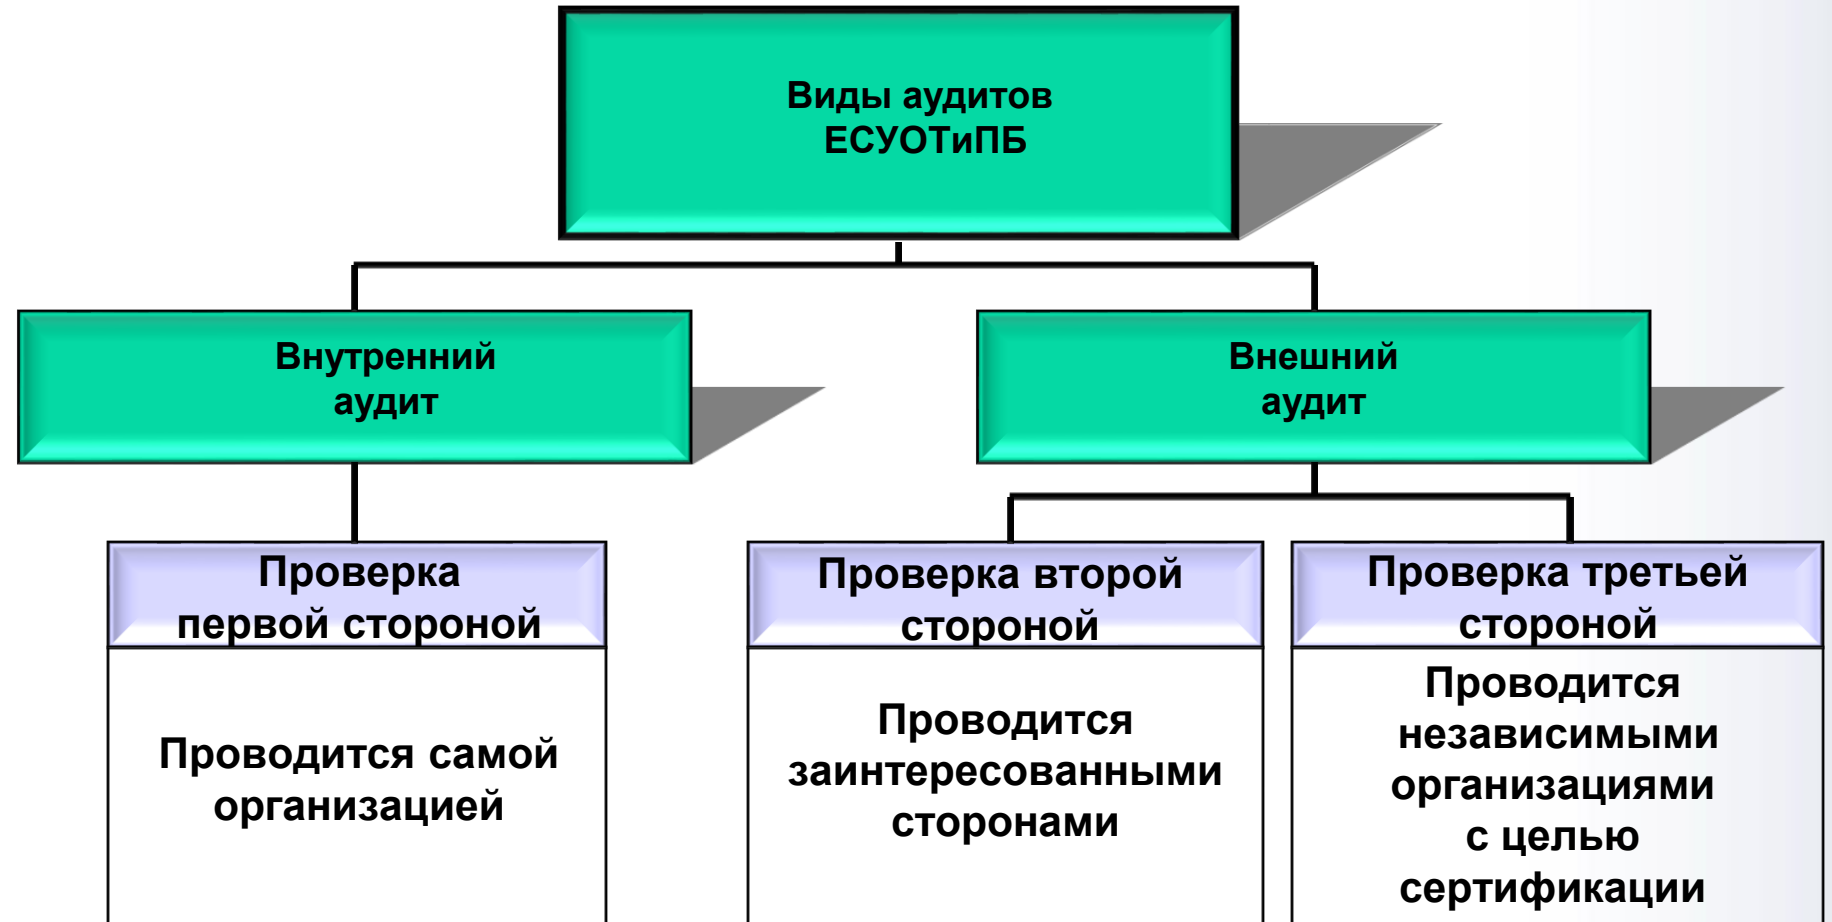 Виды аудитов
ЕСУОТиПБ
Внутренний
аудит
Внешний
аудит
Проверка
первой стороной
Проводится самой
организацией
Проверка второй
стороной
Проводится
заинтересованными
сторонами
Проверка третьей
стороной
Проводится
независимыми
организациями
с целью
сертификации